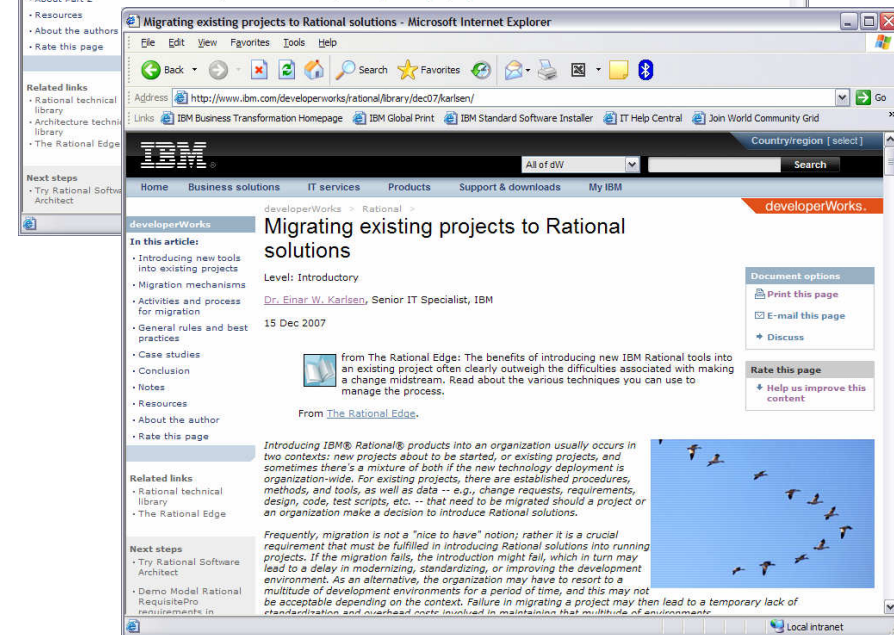 About Part 2
Resources
About the authors
Rate this page
Related links
Rational technical
library
Architecture techni
library
The Rational Edge
Next steps
Try Rational Softwa
Architect
Migrating existing projects to Rational solutions - Microsoft Internet Explorer
File Edit View Favorites Tools Help
Back Search Favorites
Address http://www.ibm.com/developerworks/rational/library/dec07/karlsen/ Go
Links IBM Business Transformation Homepage IBM Global Print IBM Standard Software Installer IT Help Central Join World Community Grid »
Country/region [ select ]
IBM®
All of dW Search
Home Business solutions IT services Products Support & downloads My IBM
developerWorks > Rational >
developerWorks.
Migrating existing projects to Rational
solutions
Level: Introductory
Dr. Einar W. Karlsen, Senior IT Specialist, IBM
15 Dec 2007
from The Rational Edge: The benefits of introducing new IBM Rational tools into
an existing project often clearly outweigh the difficulties associated with making
a change midstream. Read about the various techniques you can use to
manage the process.
From The Rational Edge.
Introducing IBM® Rational® products into an organization usually occurs in
two contexts: new projects about to be started, or existing projects, and
sometimes there's a mixture of both if the new technology deployment is
organization-wide. For existing projects, there are established procedures,
methods, and tools, as well as data -- e.g., change requests, requirements,
design, code, test scripts, etc. -- that need to be migrated should a project or
an organization make a decision to introduce Rational solutions.
Frequently, migration is not a "nice to have" notion; rather it is a crucial
requirement that must be fulfilled in introducing Rational solutions into running
projects. If the migration fails, the introduction might fail, which in turn may
lead to a delay in modernizing, standardizing, or improving the development
environment. As an alternative, the organization may have to resort to a
multitude of development environments for a period of time, and this may not
be acceptable depending on the context. Failure in migrating a project may then lead to a temporary lack of
standardization and overhead costs involved in maintaining that multitude of environments
developerWorks
In this article:
Introducing new tools
into existing projects
Migration mechanisms
Activities and process
for migration
General rules and best
practices
Case studies
Conclusion
Notes
Resources
About the author
Rate this page
Related links
Rational technical
library
The Rational Edge
Next steps
Try Rational Software
Architect
Demo Model Rational
RequisitePro
requirements in
Document options
Print this page
E-mail this page
Discuss
Rate this page
Help us improve this
content
Local intranet